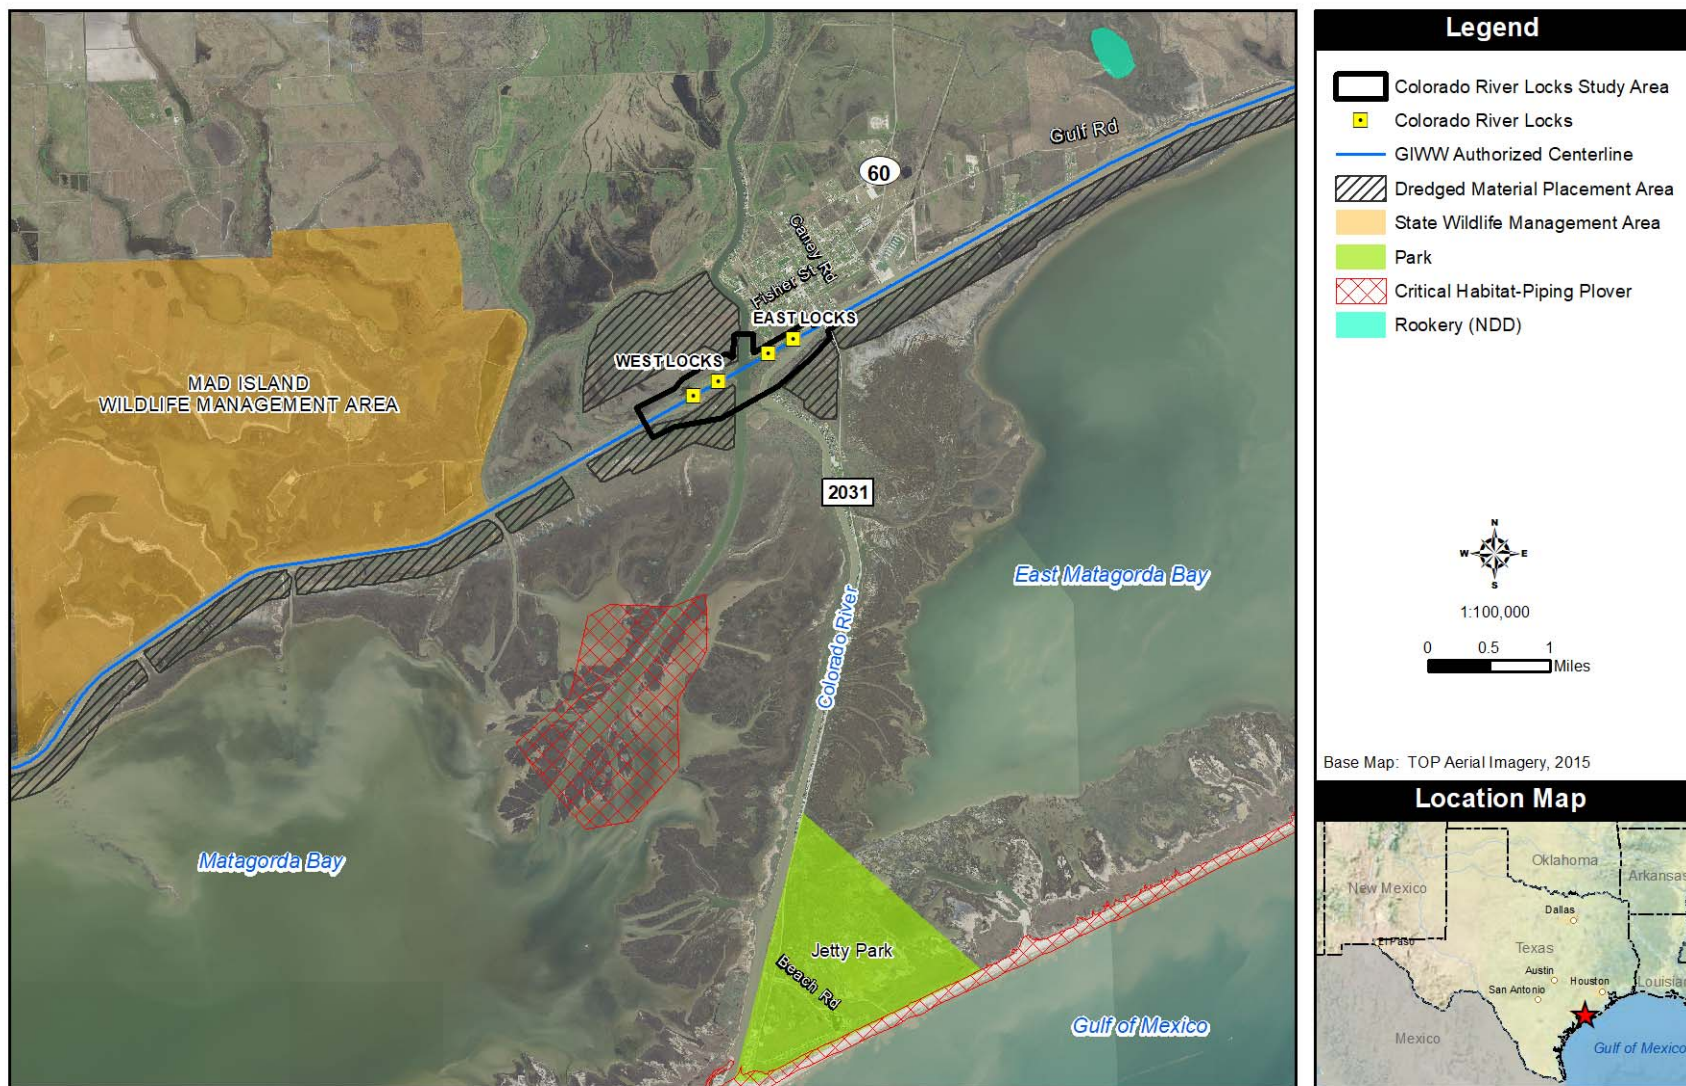 Gulf Rd
60
Caney Rd
Fisher St
EAST LOCKS
WEST LOCKS
MAD ISLAND
WILDLIFE MANAGEMENT AREA
2031
East Matagorda Bay
Colorado River
Matagorda Bay
Jetty Park
Beach Rd
Gulf of Mexico
Legend
Colorado River Locks Study Area
Colorado River Locks
GIWW Authorized Centerline
Dredged Material Placement Area
State Wildlife Management Area
Park
Critical Habitat-Piping Plover
Rookery (NDD)
N
W E
S
1:100,000
0 0.5 1
Miles
Base Map: TOP Aerial Imagery, 2015
Location Map
Oklahoma
Arkansas
New Mexico
Dallas
El Paso
Texas
Austin
Houston
San Antonio
Louisian
Mexico
Gulf of Mexico